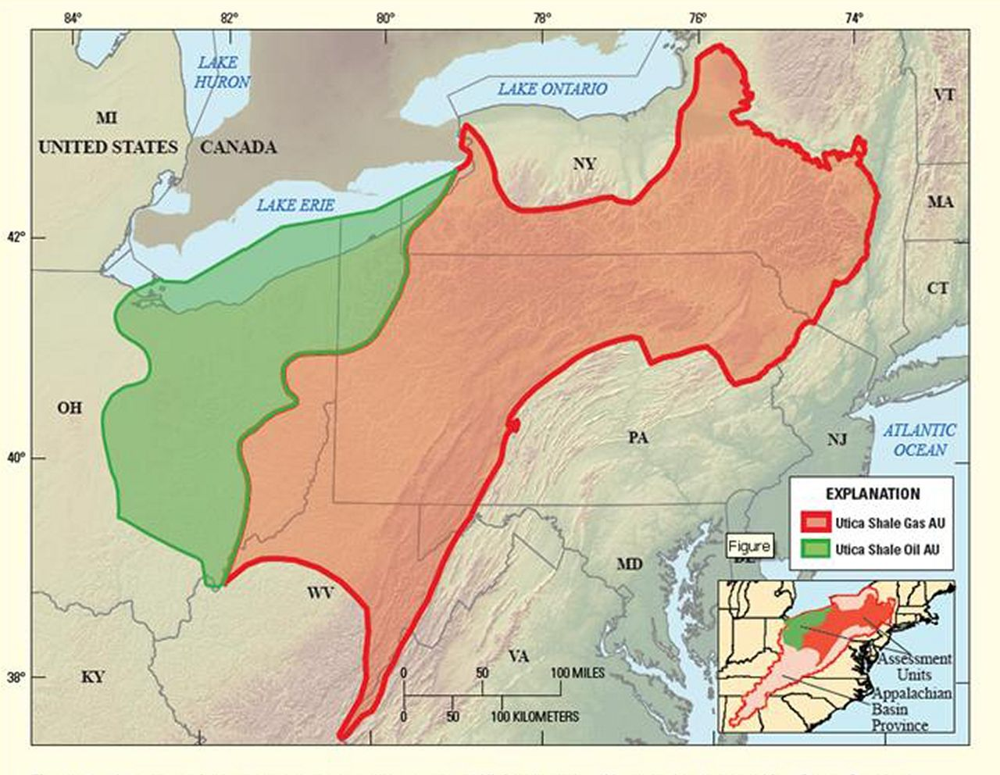 84°
82°
80°
78°
76°
74°
LAKE
HURON
LAKE ONTARIO
MI
UNITED STATES
CANADA
VT
NY
LAKE ERIE
MA
42°
CT
OH
PA
NJ
ATLANTIC
OCEAN
40°
EXPLANATION
Utica Shale Gas AU
Utica Shale Oil AU
Figure
DE
MD
WV
VA
KY
38°
0 50 100 MILES
0 50 100 KILOMETERS
Assessment
Units
Appalachian
Basin
Province